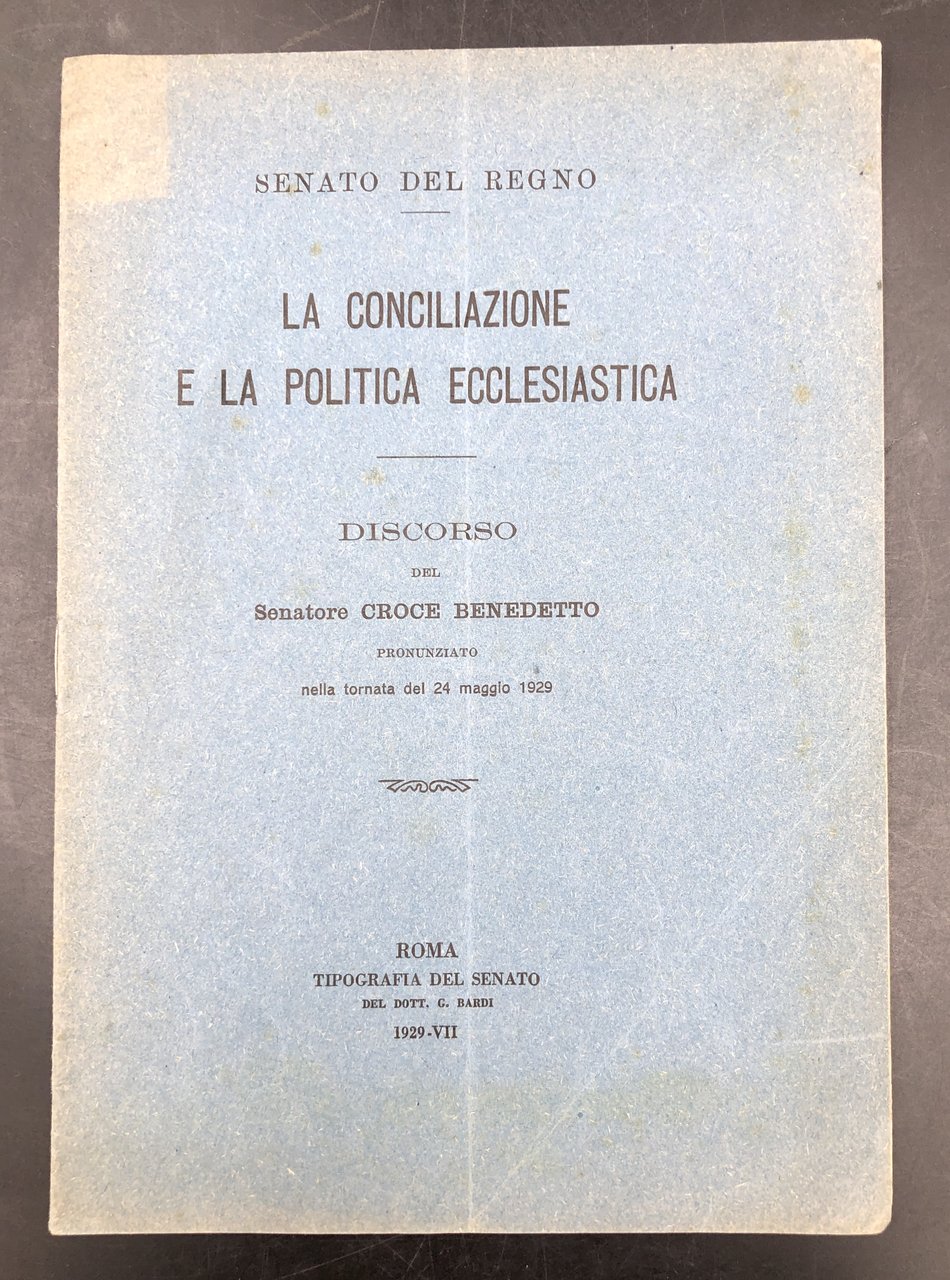 SENATO DEL REGNO
LA CONCILIAZIONE
E LA POLITICA ECCLESIASTICA
DISCORSO
DEL
Senatore CROCE BENEDETTO
PRONUNZIATO
nella tornata del 24 maggio 1929
ROMA
TIPOGRAFIA DEL SENATO
DEL DOTT. G. BARDI
1929-VII